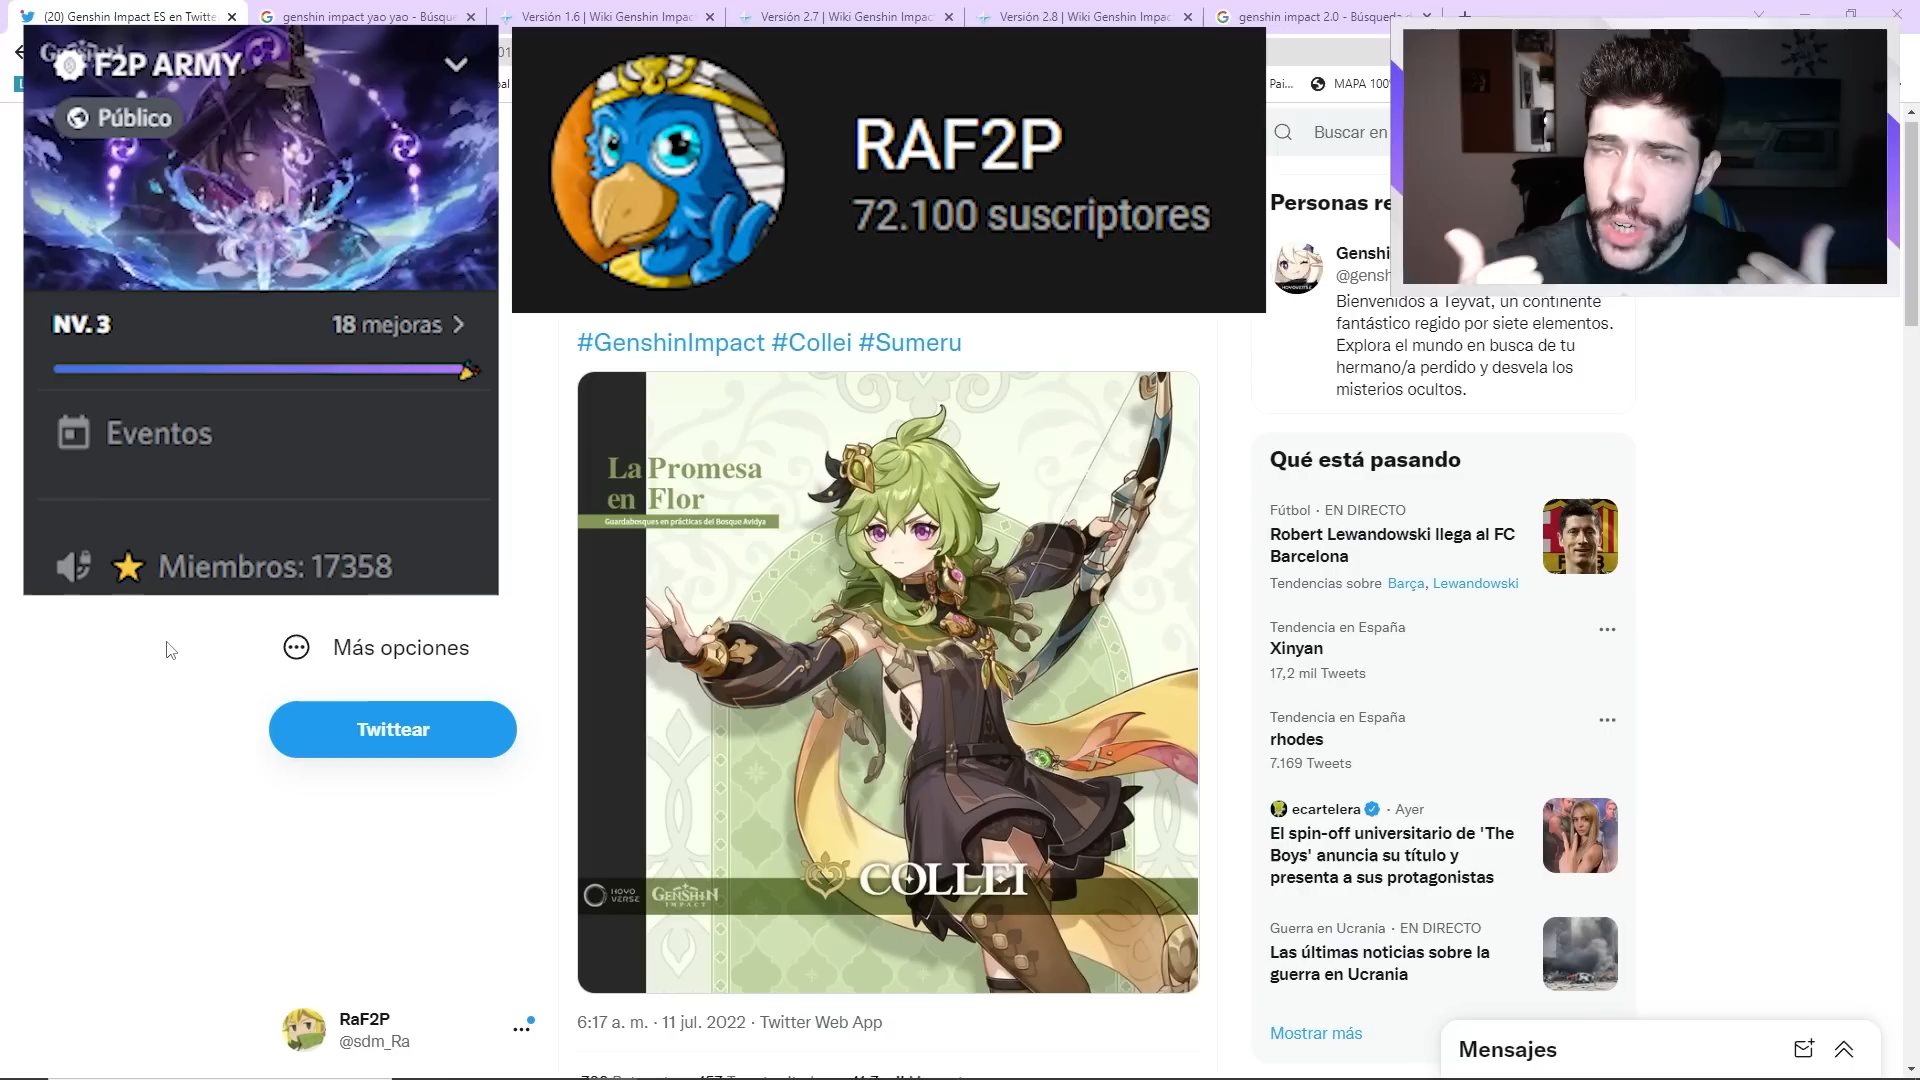 (20) Genshin Impact ES en Twitte
genshin impact yao yao - Búsque
Versión 1.6 | Wiki Genshin Impac
Versión 2.7 | Wiki Genshin Impac
Versión 2.8 | Wiki Genshin Impac
genshin impact 2.0 - Búsqueda
F2P ARMY
Público
NV. 3
18 mejoras
Eventos
Miembros: 17358
RAF2P
72.100 suscriptores
Pai...
MAPA 100
Buscar en
Más opciones
Twittear
RaF2P
@sdm_Ra
#GenshinImpact #Collei #Sumeru
La Promesa
en Flor
Guardabosques en prácticas del Bosque Avidya
COLLEI
HOYO
VERSE
GENSHIN
IMPACT
6:17 a. m. · 11 jul. 2022 · Twitter Web App
Personas re
Genshi
@gensh
Bienvenidos a Teyvat, un continente
fantástico regido por siete elementos.
Explora el mundo en busca de tu
hermano/a perdido y desvela los
misterios ocultos.
Qué está pasando
Fútbol · EN DIRECTO
Robert Lewandowski llega al FC
Barcelona
Tendencias sobre Barça, Lewandowski
Tendencia en España
Xinyan
17,2 mil Tweets
Tendencia en España
rhodes
7.169 Tweets
ecartelera · Ayer
El spin-off universitario de 'The
Boys' anuncia su título y
presenta a sus protagonistas
Guerra en Ucrania · EN DIRECTO
Las últimas noticias sobre la
guerra en Ucrania
Mostrar más
Mensajes